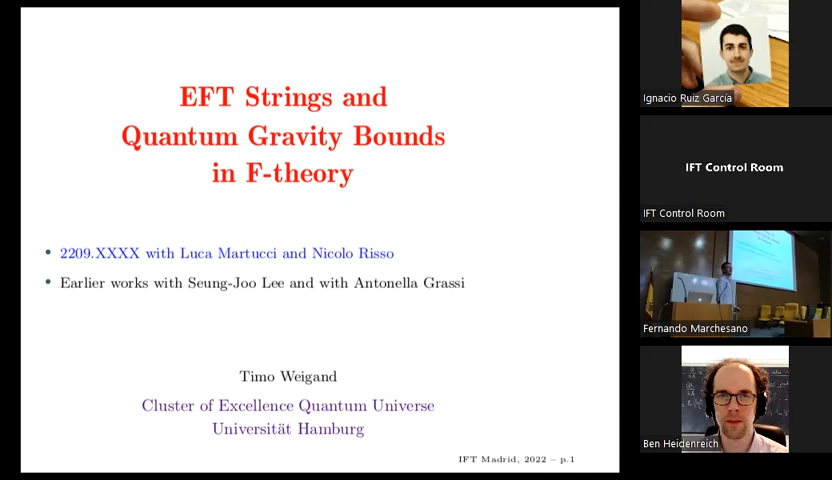 EFT Strings and
Quantum Gravity Bounds
in F-theory
• 2209.XXXX with Luca Martucci and Nicolo Risso
• Earlier works with Seung-Joo Lee and with Antonella Grassi
Timo Weigand
Cluster of Excellence Quantum Universe
Universität Hamburg
IFT Madrid, 2022 – p.1
Ignacio Ruiz García
IFT Control Room
IFT Control Room
Fernando Marchesano
Ben Heidenreich